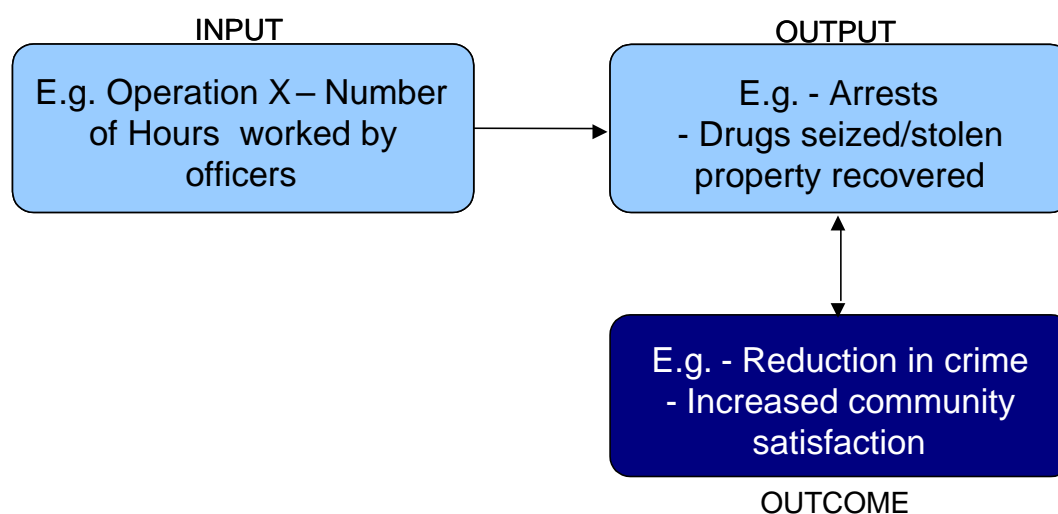 INPUT
E.g. Operation X – Number
of Hours worked by
officers
OUTPUT
E.g. - Arrests
- Drugs seized/stolen
property recovered
E.g. - Reduction in crime
- Increased community
satisfaction
OUTCOME